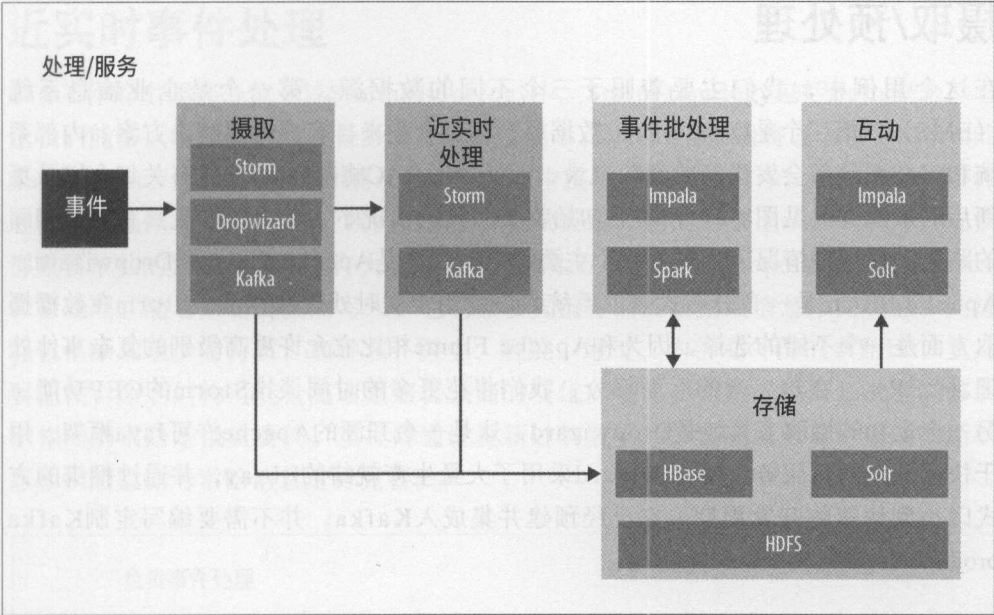 处理/服务
摄取
近实时
处理
事件批处理
互动
Storm
Storm
Impala
Impala
事件
Dropwizard
Kafka
Kafka
Spark
Solr
存储
HBase
Solr
HDFS